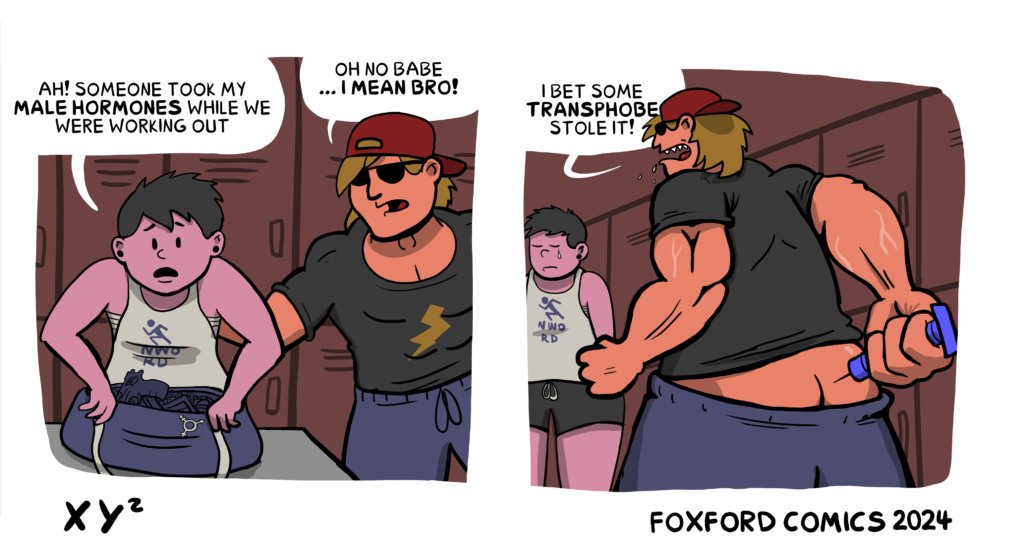 AH! SOMEONE TOOK MY
MALE HORMONES WHILE WE
WERE WORKING OUT
OH NO BABE
... I MEAN BRO!
NWO
RD
I BET SOME
TRANSPHOBE
STOLE IT!
NWO
RD
XY²
FOXFORD COMICS 2024